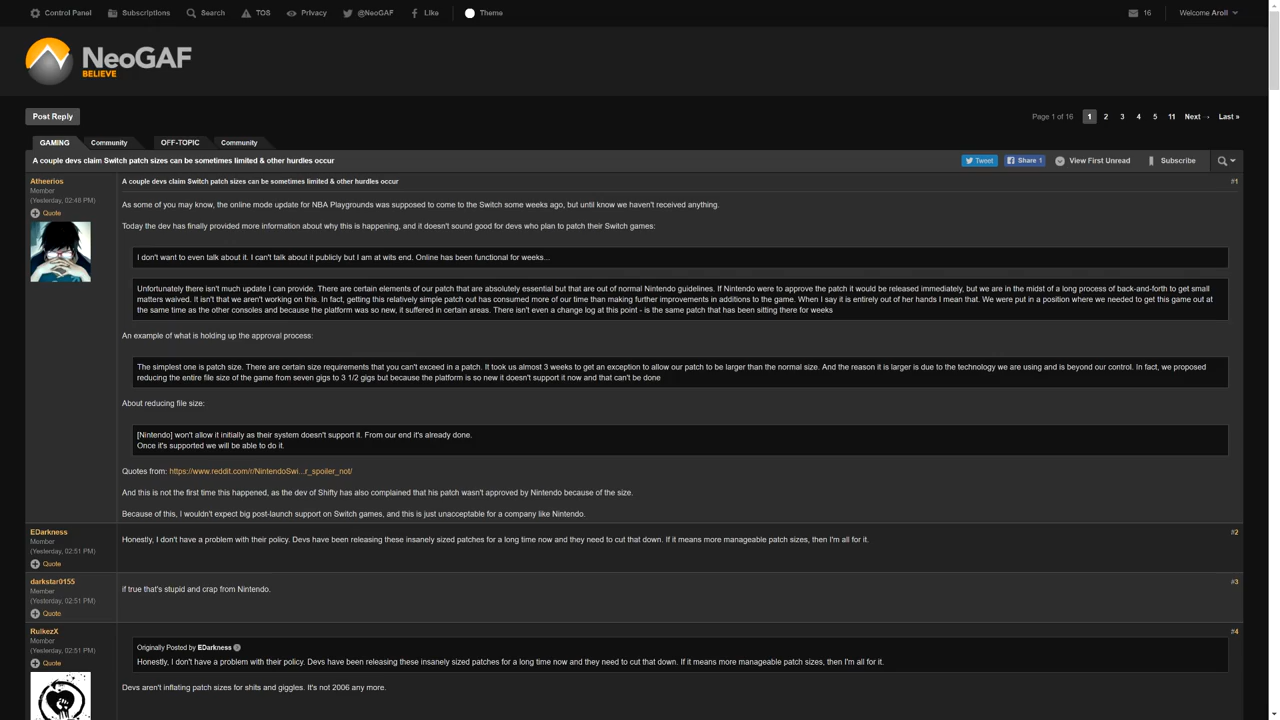 Control Panel Subscriptions Search TOS Privacy @NeoGAF Like Theme 16 Welcome Aroll
NeoGAF
BELIEVE
Post Reply Page 1 of 16 1 2 3 4 5 11 Next Last »
GAMING Community OFF-TOPIC Community
A couple devs claim Switch patch sizes can be sometimes limited & other hurdles occur Tweet Share 1 View First Unread Subscribe
Atheerios A couple devs claim Switch patch sizes can be sometimes limited & other hurdles occur #1
Member
(Yesterday, 02:48 PM)
Quote
As some of you may know, the online mode update for NBA Playgrounds was supposed to come to the Switch some weeks ago, but until know we haven't received anything.
Today the dev has finally provided more information about why this is happening, and it doesn't sound good for devs who plan to patch their Switch games:
I don't want to even talk about it. I can't talk about it publicly but I am at wits end. Online has been functional for weeks...
Unfortunately there isn't much update I can provide. There are certain elements of our patch that are absolutely essential but that are out of normal Nintendo guidelines. If Nintendo were to approve the patch it would be released immediately, but we are in the midst of a long process of back-and-forth to get small
matters waived. It isn't that we aren't working on this. In fact, getting this relatively simple patch out has consumed more of our time than making further improvements in additions to the game. When I say it is entirely out of her hands I mean that. We were put in a position where we needed to get this game out at
the same time as the other consoles and because the platform was so new, it suffered in certain areas. There isn't even a change log at this point - is the same patch that has been sitting there for weeks
An example of what is holding up the approval process:
The simplest one is patch size. There are certain size requirements that you can't exceed in a patch. It took us almost 3 weeks to get an exception to allow our patch to be larger than the normal size. And the reason it is larger is due to the technology we are using and is beyond our control. In fact, we proposed
reducing the entire file size of the game from seven gigs to 3 1/2 gigs but because the platform is so new it doesn't support it now and that can't be done
About reducing file size:
[Nintendo] won't allow it initially as their system doesn't support it. From our end it's already done.
Once it's supported we will be able to do it.
Quotes from: https://www.reddit.com/r/NintendoSwi...r_spoiler_not/
And this is not the first time this happened, as the dev of Shifty has also complained that his patch wasn't approved by Nintendo because of the size.
Because of this, I wouldn't expect big post-launch support on Switch games, and this is just unacceptable for a company like Nintendo.
EDarkness #2
Member
(Yesterday, 02:51 PM)
Quote
Honestly, I don't have a problem with their policy. Devs have been releasing these insanely sized patches for a long time now and they need to cut that down. If it means more manageable patch sizes, then I'm all for it.
darkstar0155 #3
Member
(Yesterday, 02:51 PM)
Quote
if true that's stupid and crap from Nintendo.
RulkezX #4
Member
(Yesterday, 02:51 PM)
Quote
Originally Posted by EDarkness
Honestly, I don't have a problem with their policy. Devs have been releasing these insanely sized patches for a long time now and they need to cut that down. If it means more manageable patch sizes, then I'm all for it.
Devs aren't inflating patch sizes for shits and giggles. It's not 2006 any more.